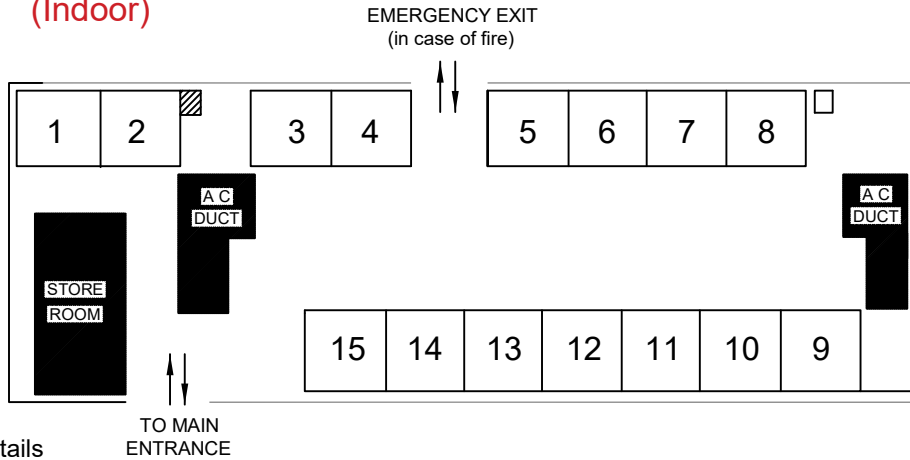 (Indoor)
EMERGENCY EXIT
(in case of fire)
1 2 3 4 5 6 7 8
A C
DUCT
A C
DUCT
STORE
ROOM
15 14 13 12 11 10 9
TO MAIN
ENTRANCE
tails